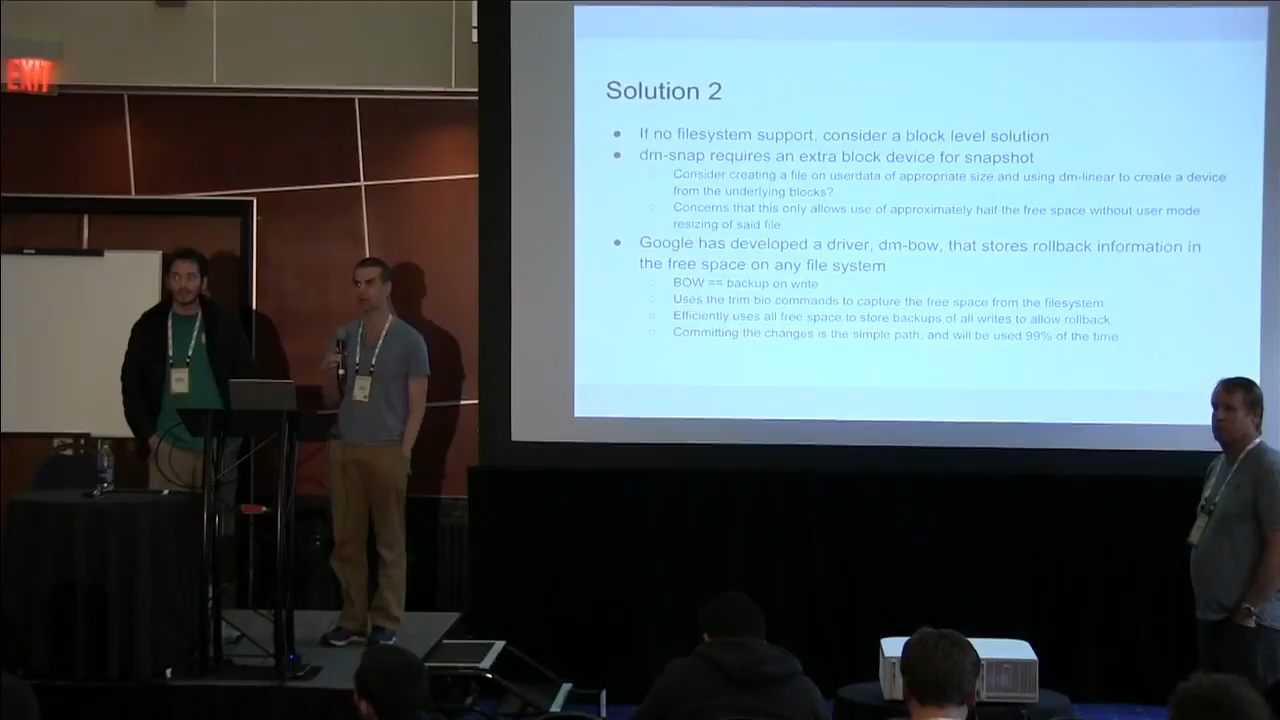 EXIT
Solution 2
● If no filesystem support, consider a block level solution
● dm-snap requires an extra block device for snapshot
○ Consider creating a file on userdata of appropriate size and using dm-linear to create a device
from the underlying blocks?
○ Concerns that this only allows use of approximately half the free space without user mode
resizing of said file
● Google has developed a driver, dm-bow, that stores rollback information in
the free space on any file system
○ BOW == backup on write
○ Uses the trim bio commands to capture the free space from the filesystem
○ Efficiently uses all free space to store backups of all writes to allow rollback
○ Committing the changes is the simple path, and will be used 99% of the time